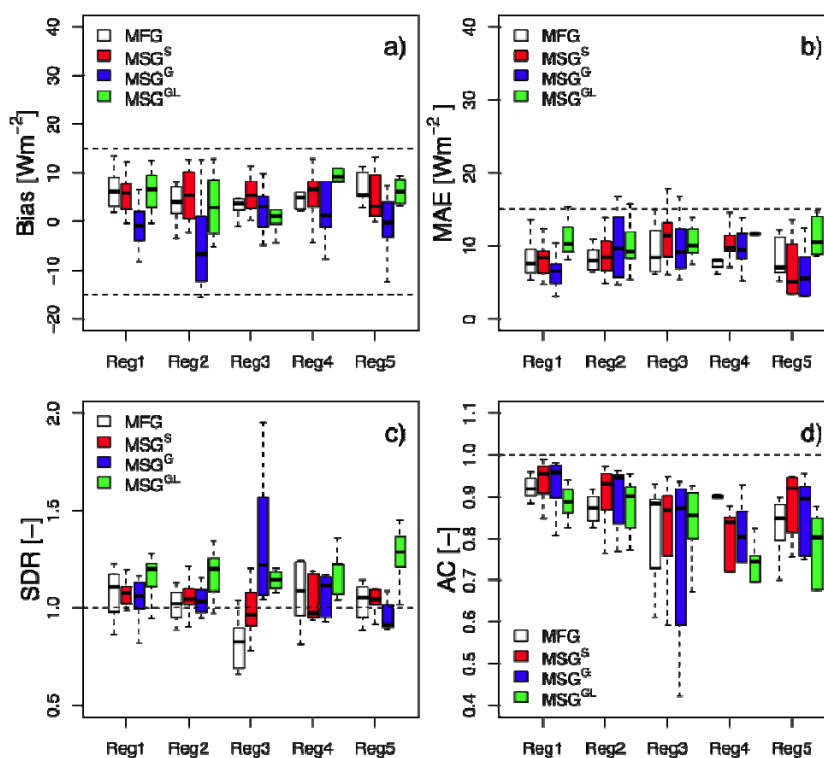 a)
MFG
MSG^S
MSG^G
MSG^GL
Bias [Wm⁻²]
40
30
20
10
0
−10
−20
Reg1 Reg2 Reg3 Reg4 Reg5
b)
MFG
MSG^S
MSG^G
MSG^GL
MAE [Wm⁻²]
40
30
20
10
0
Reg1 Reg2 Reg3 Reg4 Reg5
c)
MFG
MSG^S
MSG^G
MSG^GL
SDR [−]
2.0
1.5
1.0
0.5
Reg1 Reg2 Reg3 Reg4 Reg5
d)
AC [−]
1.1
1.0
0.9
0.8
0.7
0.6
0.5
0.4
MFG
MSG^S
MSG^G
MSG^GL
Reg1 Reg2 Reg3 Reg4 Reg5